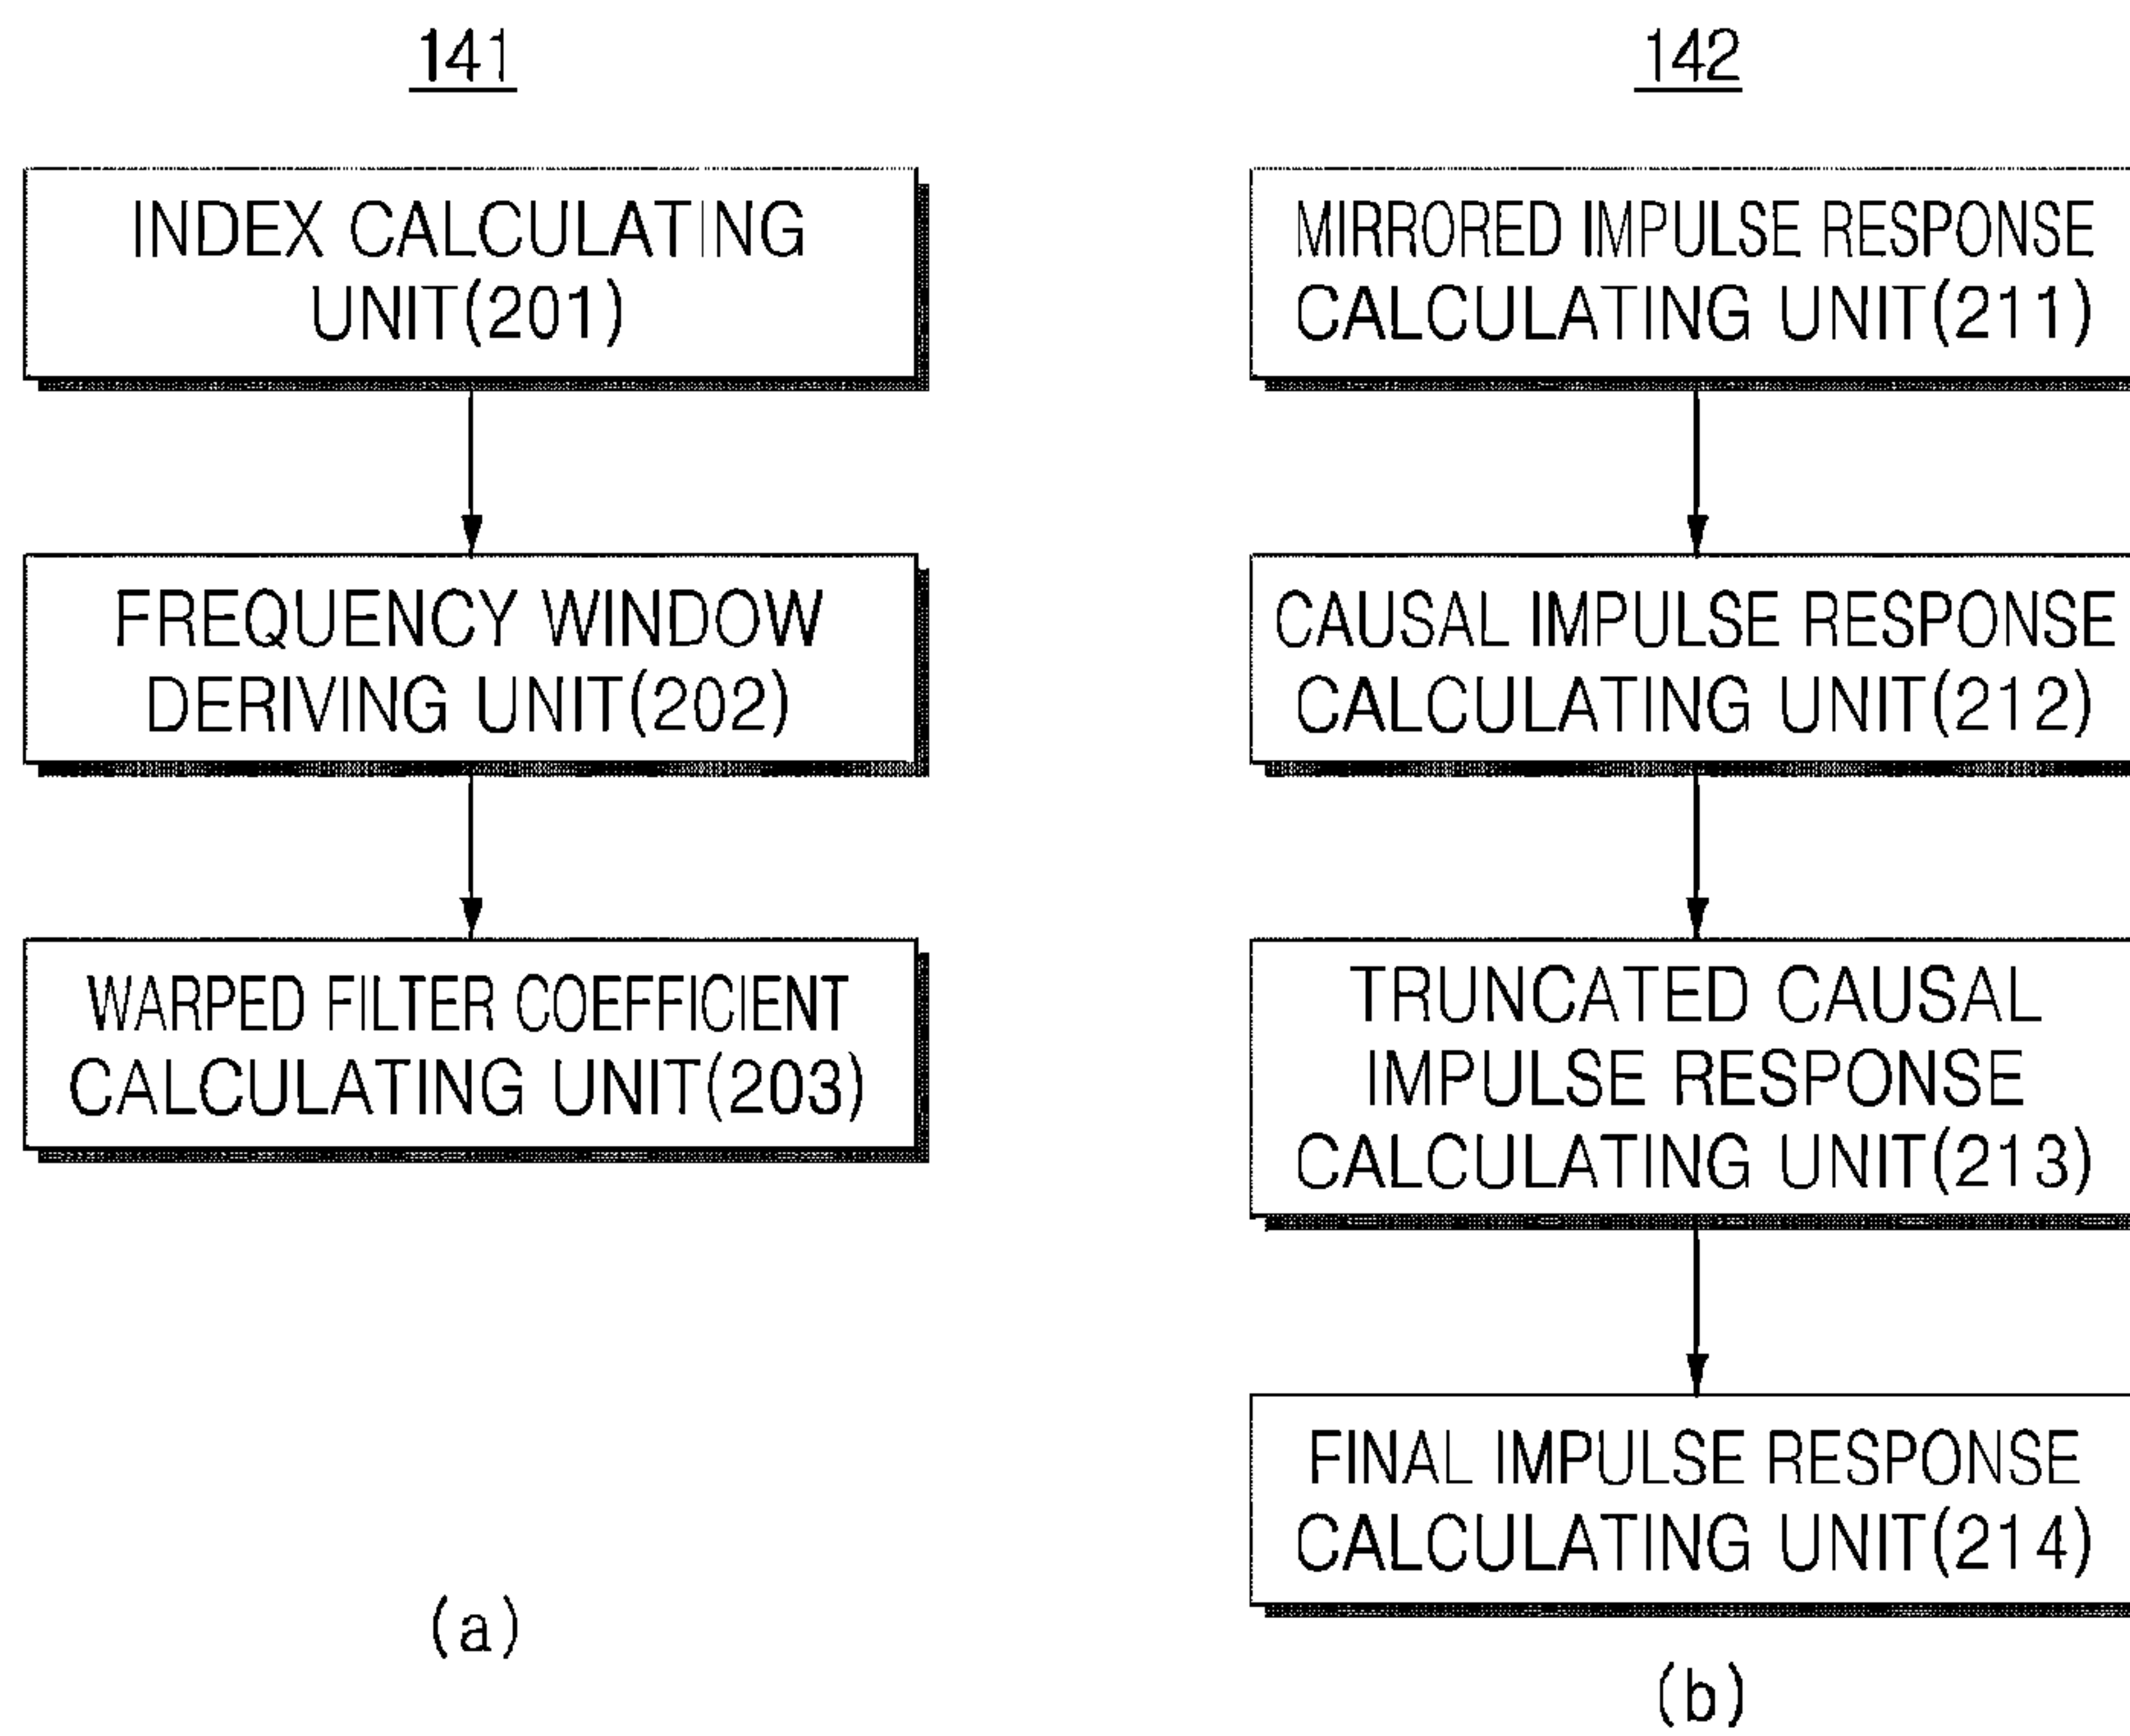 141
INDEX CALCULATING
UNIT(201)
FREQUENCY WINDOW
DERIVING UNIT(202)
WARPED FILTER COEFFICIENT
CALCULATING UNIT(203)
(a)
142
MIRRORED IMPULSE RESPONSE
CALCULATING UNIT(211)
CAUSAL IMPULSE RESPONSE
CALCULATING UNIT(212)
TRUNCATED CAUSAL
IMPULSE RESPONSE
CALCULATING UNIT(213)
FINAL IMPULSE RESPONSE
CALCULATING UNIT(214)
(b)